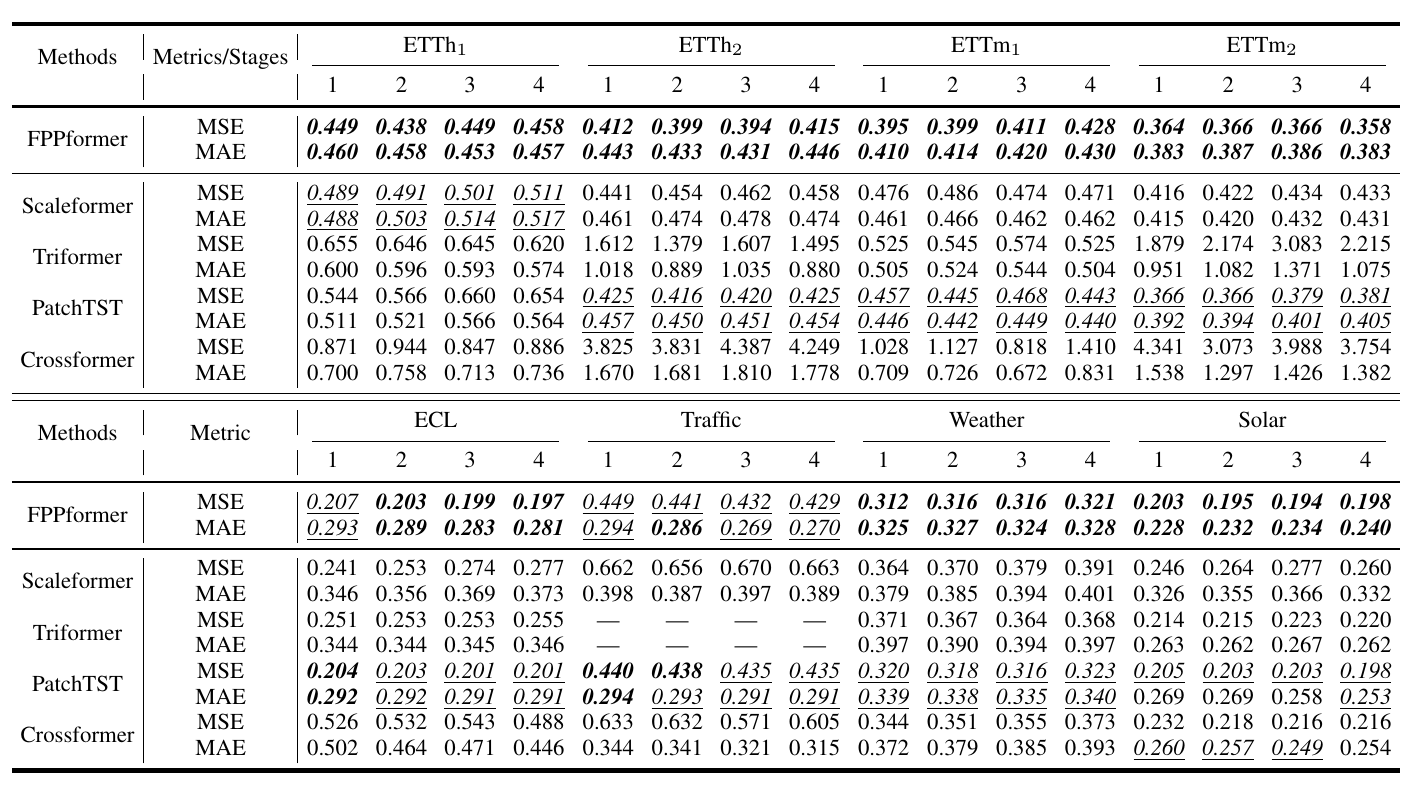 Methods Metrics/Stages ETTh1 ETTh2 ETTm1 ETTm2
1 2 3 4 1 2 3 4 1 2 3 4 1 2 3 4
FPPformer MSE 0.449 0.438 0.449 0.458 0.412 0.399 0.394 0.415 0.395 0.399 0.411 0.428 0.364 0.366 0.366 0.358
MAE 0.460 0.458 0.453 0.457 0.443 0.433 0.431 0.446 0.410 0.414 0.420 0.430 0.383 0.387 0.386 0.383
Scaleformer MSE 0.489 0.491 0.501 0.511 0.441 0.454 0.462 0.458 0.476 0.486 0.474 0.471 0.416 0.422 0.434 0.433
MAE 0.488 0.503 0.514 0.517 0.461 0.474 0.478 0.474 0.461 0.466 0.462 0.462 0.415 0.420 0.432 0.431
Triformer MSE 0.655 0.646 0.645 0.620 1.612 1.379 1.607 1.495 0.525 0.545 0.574 0.525 1.879 2.174 3.083 2.215
MAE 0.600 0.596 0.593 0.574 1.018 0.889 1.035 0.880 0.505 0.524 0.544 0.504 0.951 1.082 1.371 1.075
PatchTST MSE 0.544 0.566 0.660 0.654 0.425 0.416 0.420 0.425 0.457 0.445 0.468 0.443 0.366 0.366 0.379 0.381
MAE 0.511 0.521 0.566 0.564 0.457 0.450 0.451 0.454 0.446 0.442 0.449 0.440 0.392 0.394 0.401 0.405
Crossformer MSE 0.871 0.944 0.847 0.886 3.825 3.831 4.387 4.249 1.028 1.127 0.818 1.410 4.341 3.073 3.988 3.754
MAE 0.700 0.758 0.713 0.736 1.670 1.681 1.810 1.778 0.709 0.726 0.672 0.831 1.538 1.297 1.426 1.382
Methods Metric ECL Traffic Weather Solar
1 2 3 4 1 2 3 4 1 2 3 4 1 2 3 4
FPPformer MSE 0.207 0.203 0.199 0.197 0.449 0.441 0.432 0.429 0.312 0.316 0.316 0.321 0.203 0.195 0.194 0.198
MAE 0.293 0.289 0.283 0.281 0.294 0.286 0.269 0.270 0.325 0.327 0.324 0.328 0.228 0.232 0.234 0.240
Scaleformer MSE 0.241 0.253 0.274 0.277 0.662 0.656 0.670 0.663 0.364 0.370 0.379 0.391 0.246 0.264 0.277 0.260
MAE 0.346 0.356 0.369 0.373 0.398 0.387 0.397 0.389 0.379 0.385 0.394 0.401 0.326 0.355 0.366 0.332
Triformer MSE 0.251 0.253 0.253 0.255 — — — — 0.371 0.367 0.364 0.368 0.214 0.215 0.223 0.220
MAE 0.344 0.344 0.345 0.346 — — — — 0.397 0.390 0.394 0.397 0.263 0.262 0.267 0.262
PatchTST MSE 0.204 0.203 0.201 0.201 0.440 0.438 0.435 0.435 0.320 0.318 0.316 0.323 0.205 0.203 0.203 0.198
MAE 0.292 0.292 0.291 0.291 0.294 0.293 0.291 0.291 0.339 0.338 0.335 0.340 0.269 0.269 0.258 0.253
Crossformer MSE 0.526 0.532 0.543 0.488 0.633 0.632 0.571 0.605 0.344 0.351 0.355 0.373 0.232 0.218 0.216 0.216
MAE 0.502 0.464 0.471 0.446 0.344 0.341 0.321 0.315 0.372 0.379 0.385 0.393 0.260 0.257 0.249 0.254